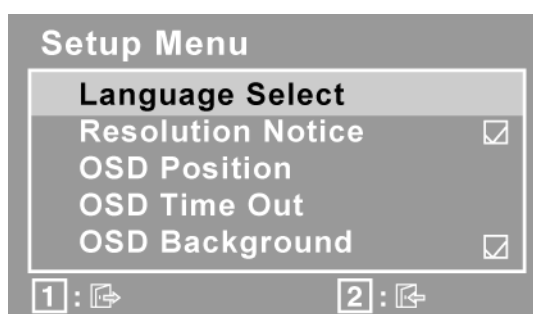 Setup Menu
Language Select
Resolution Notice
OSD Position
OSD Time Out
OSD Background
1 : 2 :